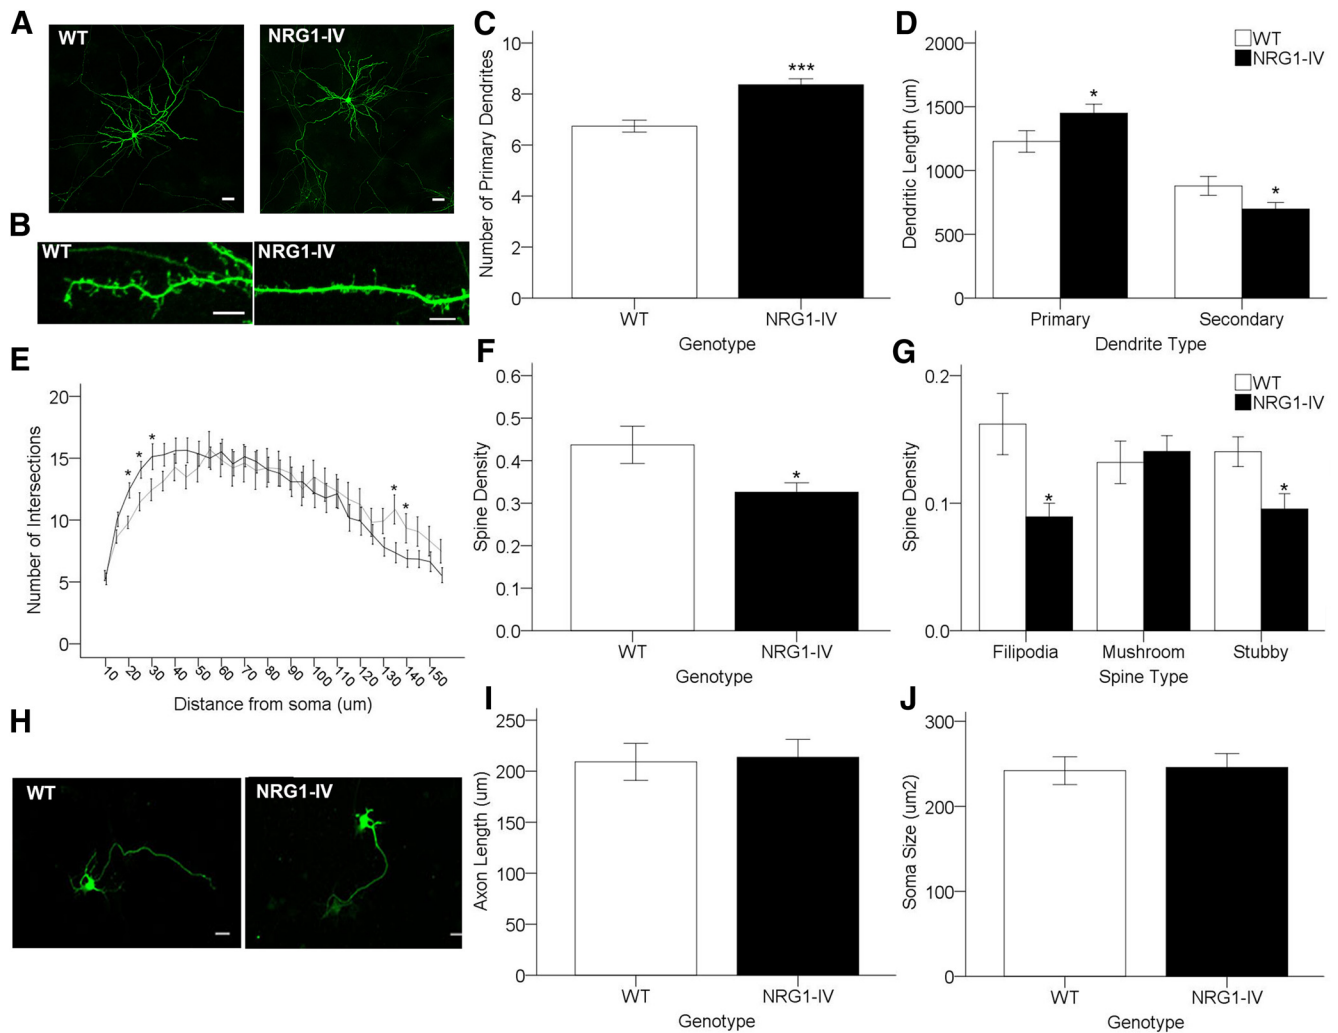 A
WT
NRG1-IV
B
WT
NRG1-IV
C
Number of Primary Dendrites
10
8
6
4
2
0
***
WT
NRG1-IV
Genotype
D
Dendritic Length (um)
2000
1500
1000
500
0
WT
NRG1-IV
*
*
Primary
Secondary
Dendrite Type
E
Number of Intersections
20
15
10
5
0
*
*
*
*
*
10
20
30
40
50
60
70
80
90
100
110
120
130
140
150
Distance from soma (um)
F
Spine Density
0.6
0.5
0.4
0.3
0.2
0.1
0.0
*
WT
NRG1-IV
Genotype
G
Spine Density
0.2
0.1
0.0
WT
NRG1-IV
*
*
Filipodia
Mushroom
Stubby
Spine Type
H
WT
NRG1-IV
I
Axon Length (um)
250
200
150
100
50
0
WT
NRG1-IV
Genotype
J
Soma Size (um2)
300
200
100
0
WT
NRG1-IV
Genotype